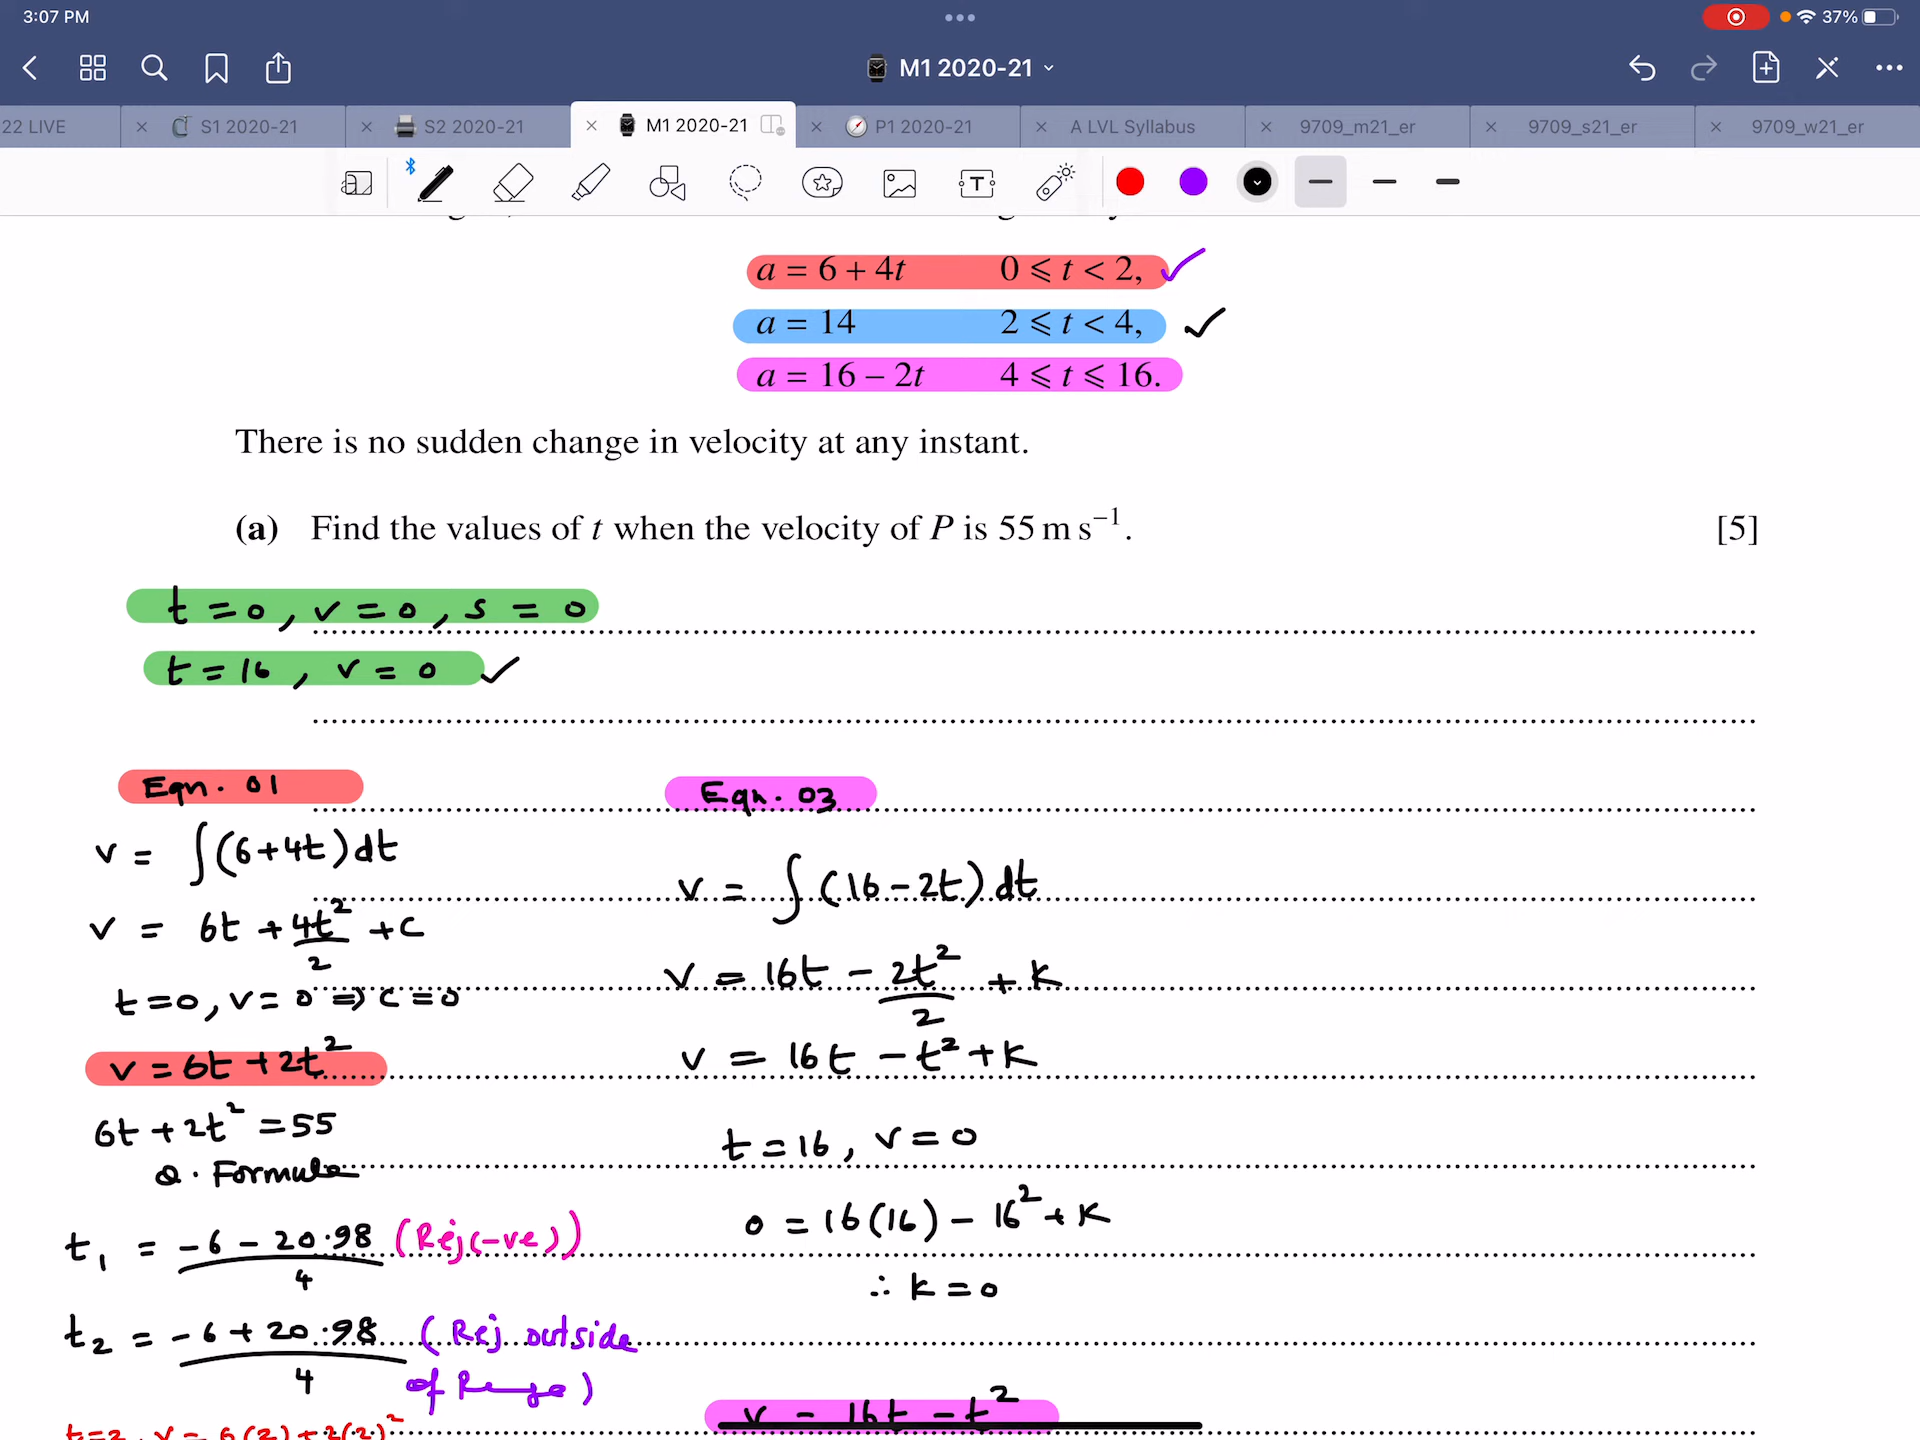 3:07 PM
37%
M1 2020-21
22 LIVE
S1 2020-21
S2 2020-21
M1 2020-21
P1 2020-21
A LVL Syllabus
9709_m21_er
9709_s21_er
9709_w21_er
a = 6 + 4t 0 ⩽ t < 2, ✓
a = 14 2 ⩽ t < 4, ✓
a = 16 – 2t 4 ⩽ t ⩽ 16.
There is no sudden change in velocity at any instant.
(a) Find the values of t when the velocity of P is 55 m s⁻¹. [5]
t = 0, v = 0, s = 0
t = 16, v = 0 ✓
Eqn. 01
v = ∫(6+4t)dt
v = 6t + 4t²/2 + c
t=0, v=0 ⇒ c=0
v = 6t + 2t²
6t + 2t² = 55
Q. Formula
t₁ = (-6 - 20.98)/4 (Rej(-ve))
t₂ = (-6 + 20.98)/4 (Rej outside of Range)
t=2, v = 6(2) + 2(2)²
Eqn. 03
v = ∫(16-2t)dt
v = 16t - 2t²/2 + k
v = 16t - t² + k
t = 16, v = 0
0 = 16(16) - 16² + k
∴ k = 0
v = 16t - t²